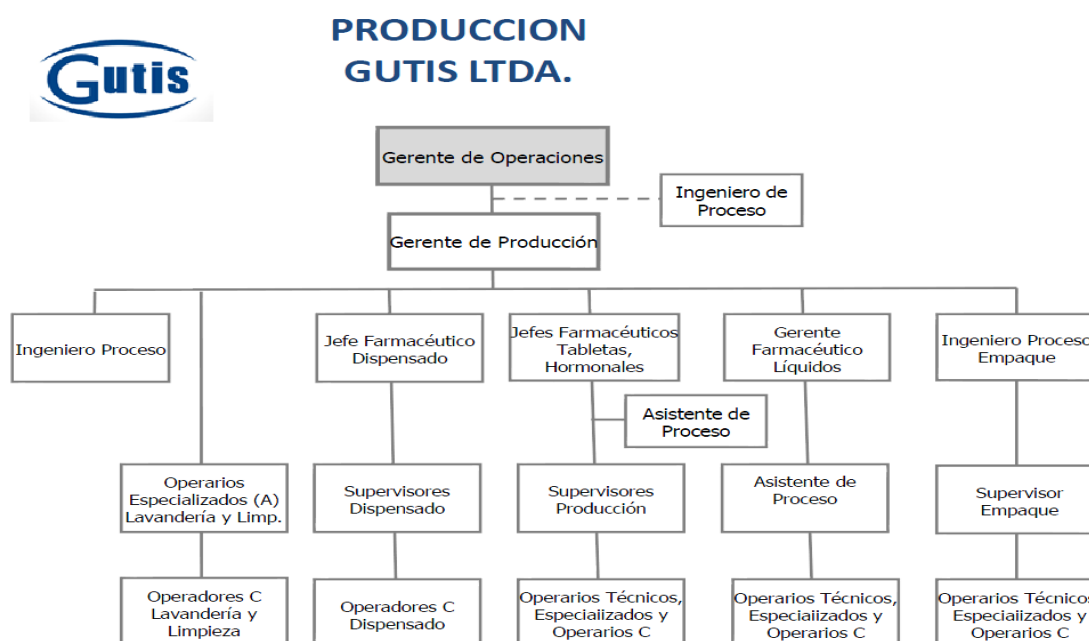 PRODUCCION
GUTIS LTDA.
Gutis
Gerente de Operaciones
Ingeniero de
Proceso
Gerente de Producción
Ingeniero Proceso
Jefe Farmacéutico
Dispensado
Jefes Farmacéuticos
Tabletas,
Hormonales
Gerente
Farmacéutico
Líquidos
Ingeniero Proceso
Empaque
Asistente de
Proceso
Operarios
Especializados (A)
Lavandería y Limp.
Supervisores
Dispensado
Supervisores
Producción
Asistente de
Proceso
Supervisor
Empaque
Operadores C
Lavandería y
Limpieza
Operadores C
Dispensado
Operarios Técnicos,
Especiaiizados y
Operarios C
Operarios Técnicos,
Especiaiizados y
Operarios C
Operarios Técnicos
Especiaiizados y
Operarios C